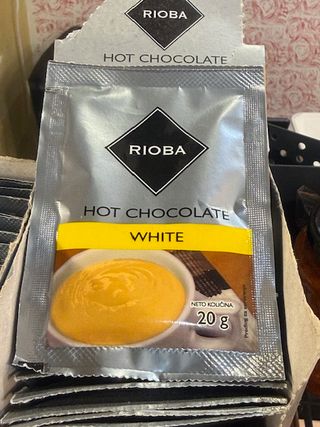 RIOBA
HOT CHOCOLATE
RIOBA
HOT CHOCOLATE
WHITE
NETO KOLIČINA
20 g